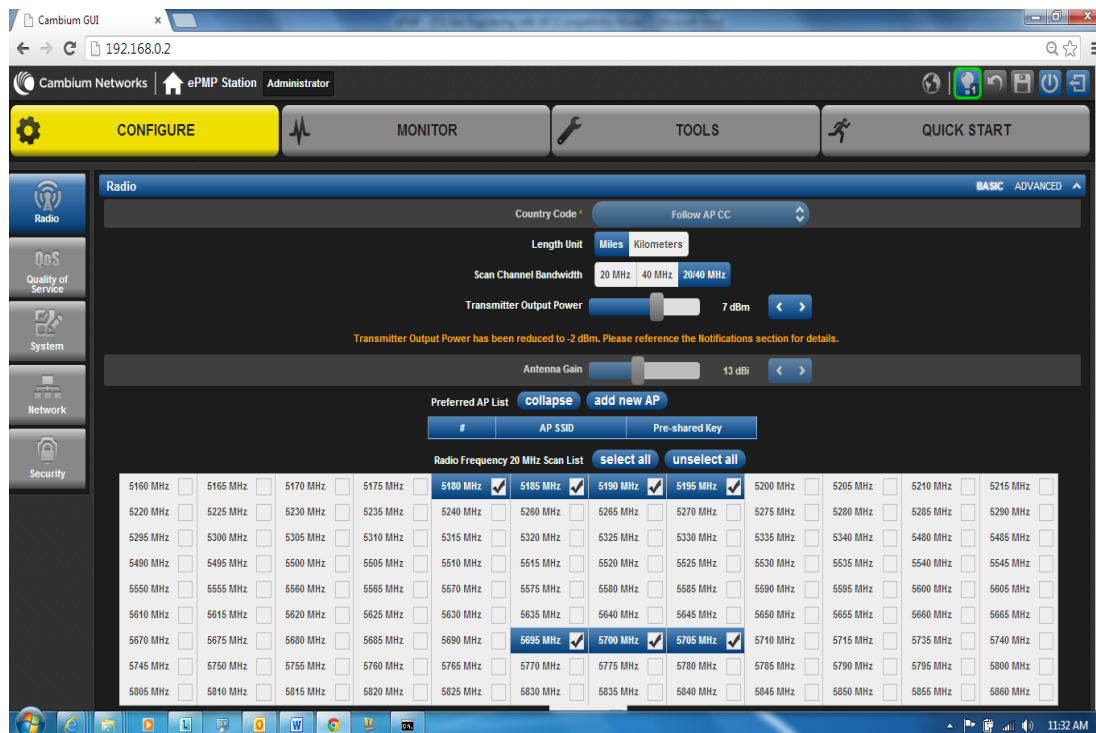 Cambium GUI
192.168.0.2
Cambium Networks ePMP Station Administrator
1
CONFIGURE MONITOR TOOLS QUICK START
Radio
QoS
Quality of
Service
System
Network
Security
Radio BASIC ADVANCED
Country Code * Follow AP CC
Length Unit Miles Kilometers
Scan Channel Bandwidth 20 MHz 40 MHz 20/40 MHz
Transmitter Output Power 7 dBm
Transmitter Output Power has been reduced to -2 dBm. Please reference the Notifications section for details.
Antenna Gain 13 dBi
Preferred AP List collapse add new AP
# AP SSID Pre-shared Key
Radio Frequency 20 MHz Scan List select all unselect all
5160 MHz 5165 MHz 5170 MHz 5175 MHz 5180 MHz 5185 MHz 5190 MHz 5195 MHz 5200 MHz 5205 MHz 5210 MHz 5215 MHz
5220 MHz 5225 MHz 5230 MHz 5235 MHz 5240 MHz 5260 MHz 5265 MHz 5270 MHz 5275 MHz 5280 MHz 5285 MHz 5290 MHz
5295 MHz 5300 MHz 5305 MHz 5310 MHz 5315 MHz 5320 MHz 5325 MHz 5330 MHz 5335 MHz 5340 MHz 5480 MHz 5485 MHz
5490 MHz 5495 MHz 5500 MHz 5505 MHz 5510 MHz 5515 MHz 5520 MHz 5525 MHz 5530 MHz 5535 MHz 5540 MHz 5545 MHz
5550 MHz 5555 MHz 5560 MHz 5565 MHz 5570 MHz 5575 MHz 5580 MHz 5585 MHz 5590 MHz 5595 MHz 5600 MHz 5605 MHz
5610 MHz 5615 MHz 5620 MHz 5625 MHz 5630 MHz 5635 MHz 5640 MHz 5645 MHz 5650 MHz 5655 MHz 5660 MHz 5665 MHz
5670 MHz 5675 MHz 5680 MHz 5685 MHz 5690 MHz 5695 MHz 5700 MHz 5705 MHz 5710 MHz 5715 MHz 5735 MHz 5740 MHz
5745 MHz 5750 MHz 5755 MHz 5760 MHz 5765 MHz 5770 MHz 5775 MHz 5780 MHz 5785 MHz 5790 MHz 5795 MHz 5800 MHz
5805 MHz 5810 MHz 5815 MHz 5820 MHz 5825 MHz 5830 MHz 5835 MHz 5840 MHz 5845 MHz 5850 MHz 5855 MHz 5860 MHz
11:32 AM